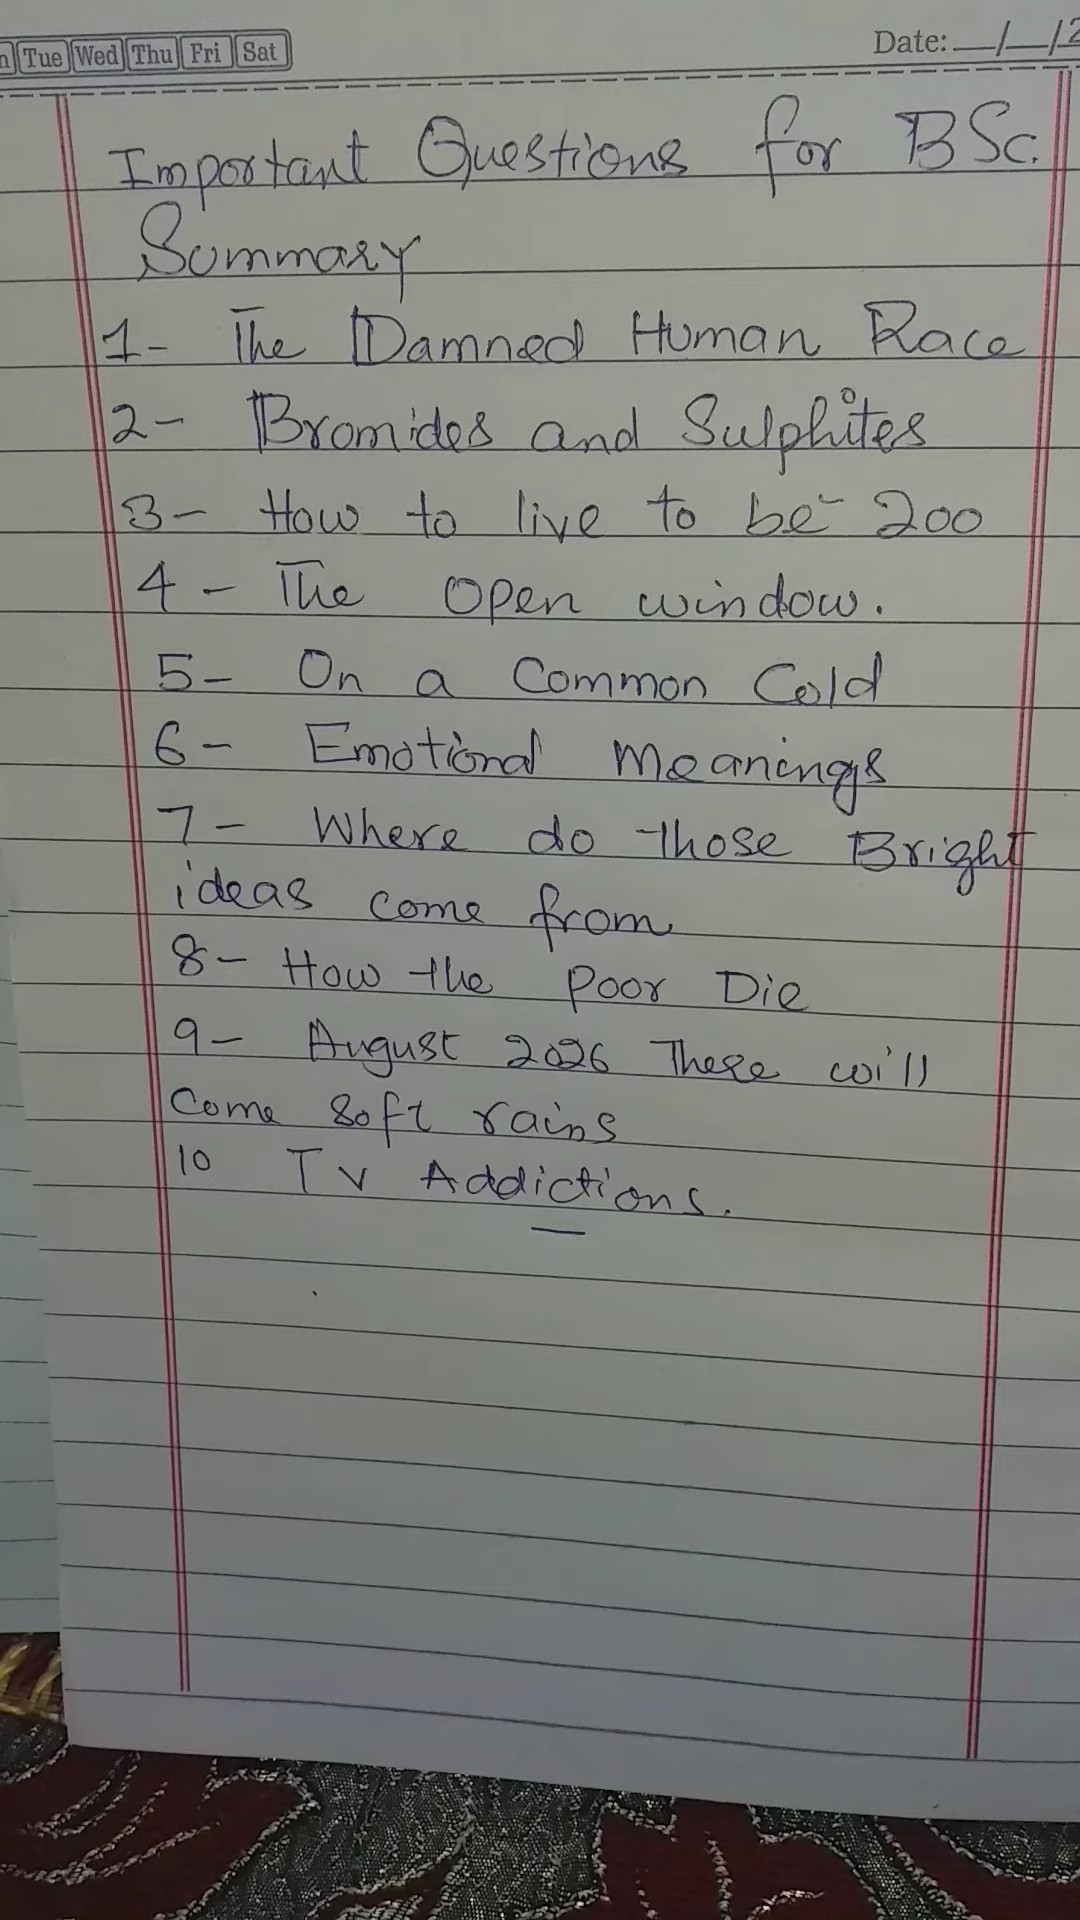 n Tue Wed Thu Fri Sat Date: __/__/2
Important Questions for BSc.
Summary
1- The Damned Human Race
2- Bromides and Sulphites
3- How to live to be 200
4- The Open window.
5- On a Common Cold
6- Emotional Meanings
7- Where do those Bright
ideas come from
8- How the Poor Die
9- August 2026 There will
Come Soft rains
10 TV Addictions.